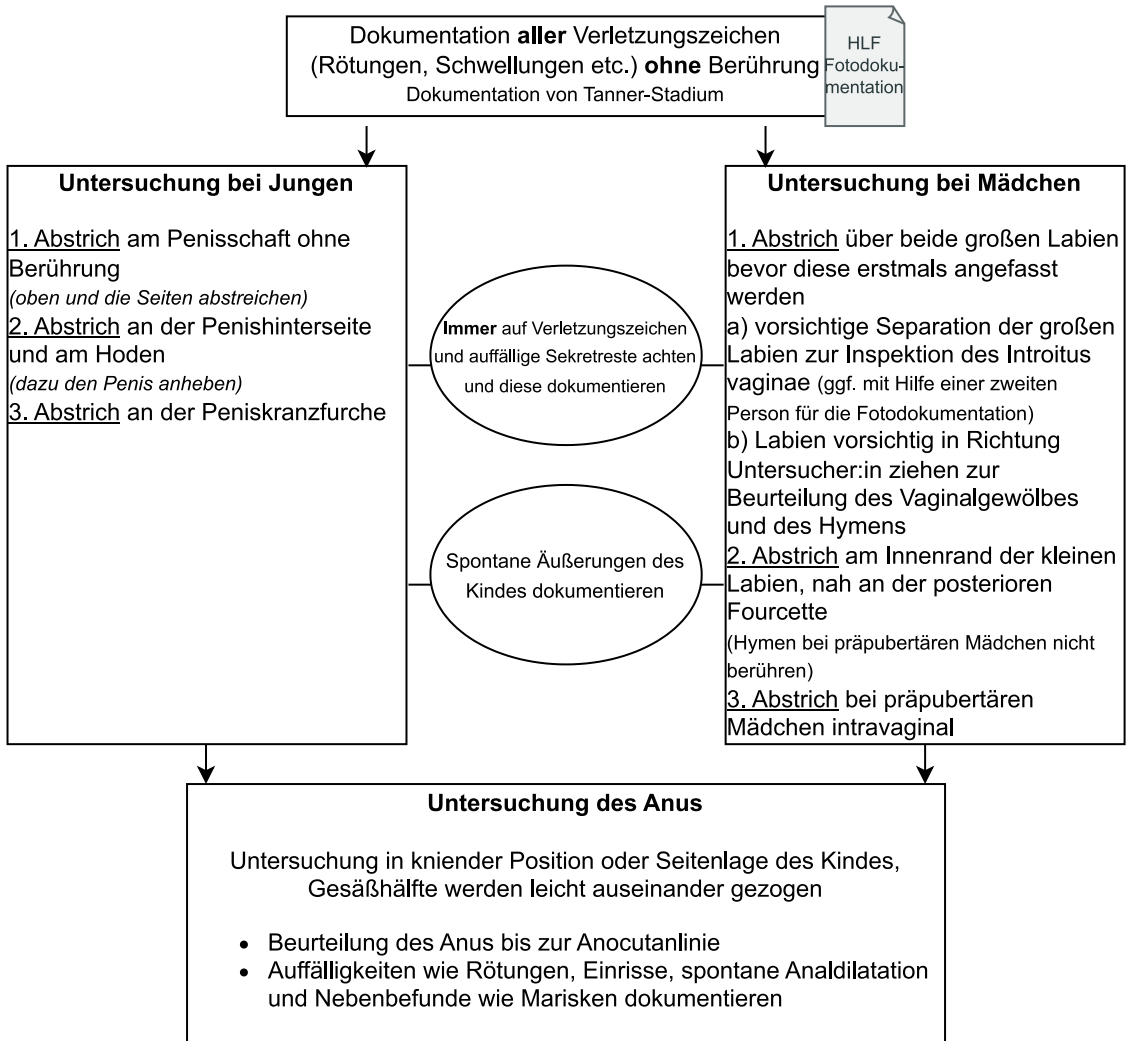 Dokumentation aller Verletzungszeichen
(Rötungen, Schwellungen etc.) ohne Berührung
Dokumentation von Tanner-Stadium
HLF
Fotodoku-
mentation
Untersuchung bei Jungen
1. Abstrich am Penisschaft ohne
Berührung
(oben und die Seiten abstreichen)
2. Abstrich an der Penishinterseite
und am Hoden
(dazu den Penis anheben)
3. Abstrich an der Peniskranzfurche
Immer auf Verletzungszeichen
und auffällige Sekretreste achten
und diese dokumentieren
Spontane Äußerungen des
Kindes dokumentieren
Untersuchung bei Mädchen
1. Abstrich über beide großen Labien
bevor diese erstmals angefasst
werden
a) vorsichtige Separation der großen
Labien zur Inspektion des Introitus
vaginae (ggf. mit Hilfe einer zweiten
Person für die Fotodokumentation)
b) Labien vorsichtig in Richtung
Untersucher:in ziehen zur
Beurteilung des Vaginalgewölbes
und des Hymens
2. Abstrich am Innenrand der kleinen
Labien, nah an der posterioren
Fourcette
(Hymen bei präpubertären Mädchen nicht
berühren)
3. Abstrich bei präpubertären
Mädchen intravaginal
Untersuchung des Anus
Untersuchung in kniender Position oder Seitenlage des Kindes,
Gesäßhälfte werden leicht auseinander gezogen
• Beurteilung des Anus bis zur Anocutanlinie
• Auffälligkeiten wie Rötungen, Einrisse, spontane Analdilatation
und Nebenbefunde wie Marisken dokumentieren